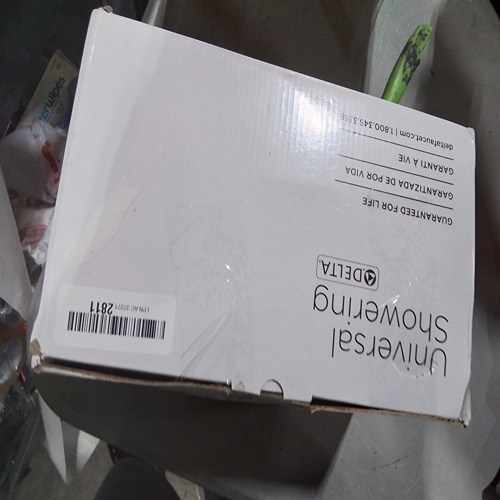 Universal
Showering
DELTA
GUARANTEED FOR LIFE
GARANTIZADA DE POR VIDA
GARANTI À VIE
deltafaucet.com | 1.800.345.3358
2811
erwipes